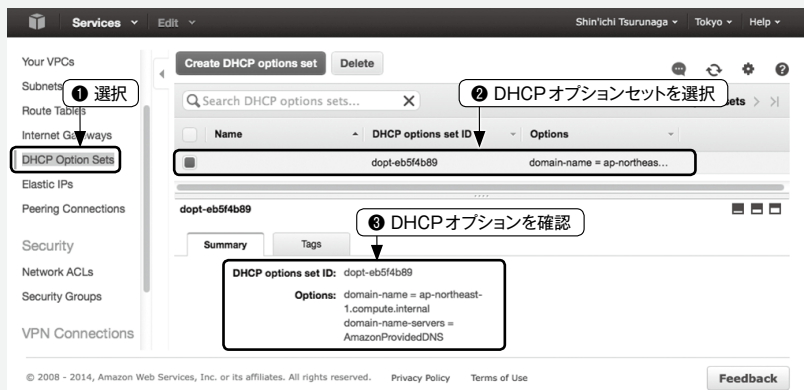 Services Edit Shin'ichi Tsurunaga Tokyo Help
Your VPCs
Subnets
Route Tables
Internet Gateways
DHCP Option Sets
Elastic IPs
Peering Connections
Security
Network ACLs
Security Groups
VPN Connections
❶ 選択
Create DHCP options set Delete
Search DHCP options sets... X
❷ DHCPオプションセットを選択
Name DHCP options set ID Options
dopt-eb5f4b89 domain-name = ap-northeas...
dopt-eb5f4b89
❸ DHCPオプションを確認
Summary Tags
DHCP options set ID: dopt-eb5f4b89
Options: domain-name = ap-northeast-
1.compute.internal
domain-name-servers =
AmazonProvidedDNS
© 2008 - 2014, Amazon Web Services, Inc. or its affiliates. All rights reserved. Privacy Policy Terms of Use Feedback